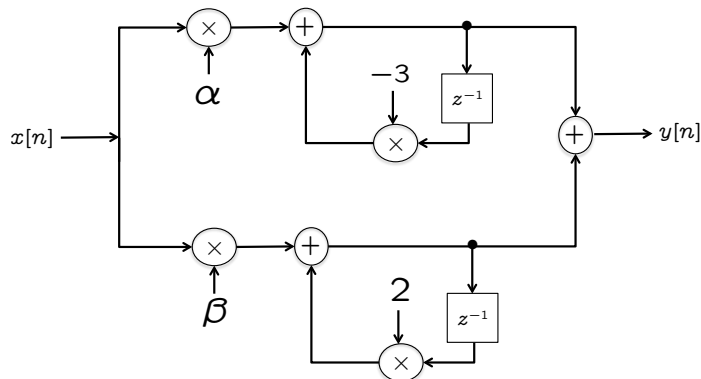 ×
+
α
−3
z⁻¹
×
x[n]
+
y[n]
×
+
β
2
z⁻¹
×